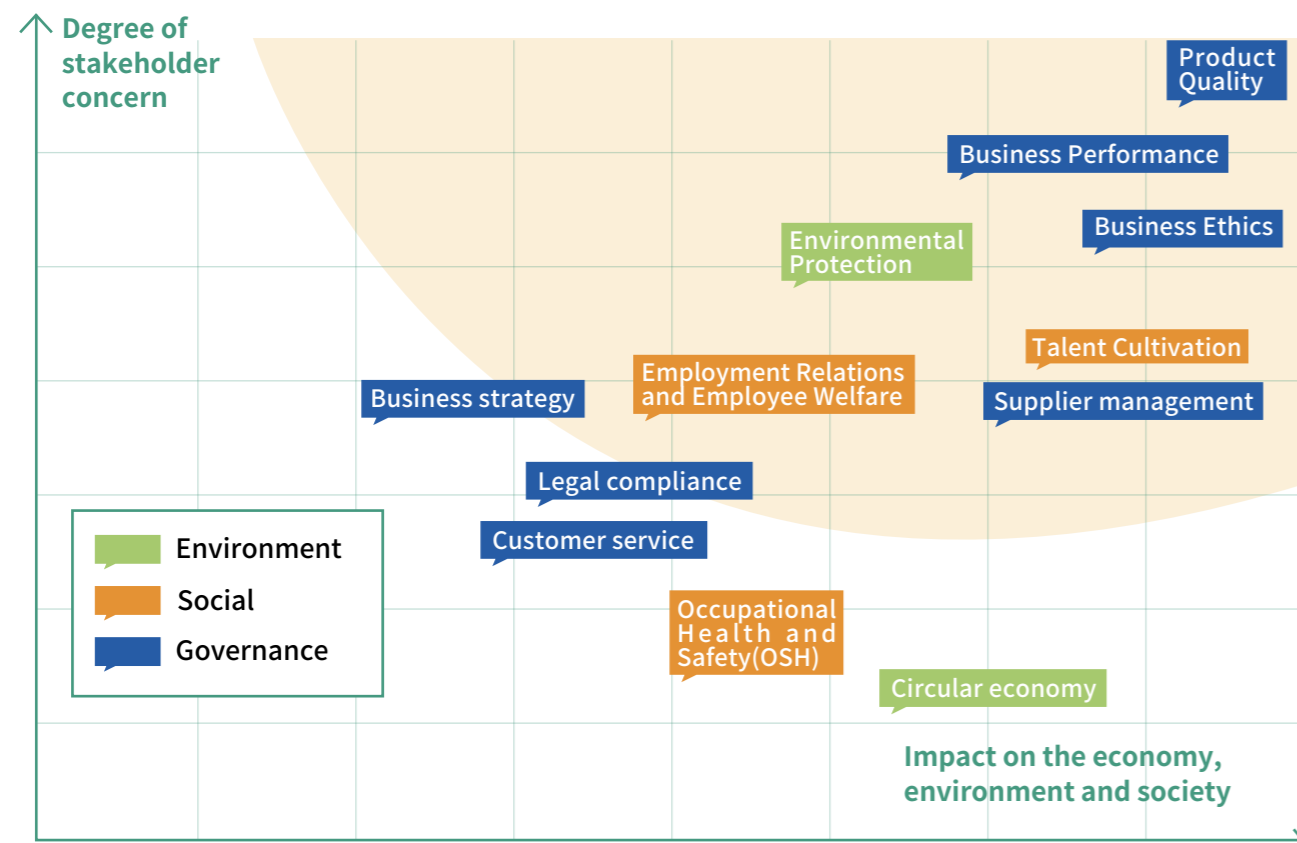 Degree of
stakeholder
concern
Product
Quality
Business Performance
Business Ethics
Environmental
Protection
Talent Cultivation
Employment Relations
and Employee Welfare
Business strategy
Supplier management
Legal compliance
Customer service
Environment
Social
Governance
Occupational
Health and
Safety(OSH)
Circular economy
Impact on the economy,
environment and society